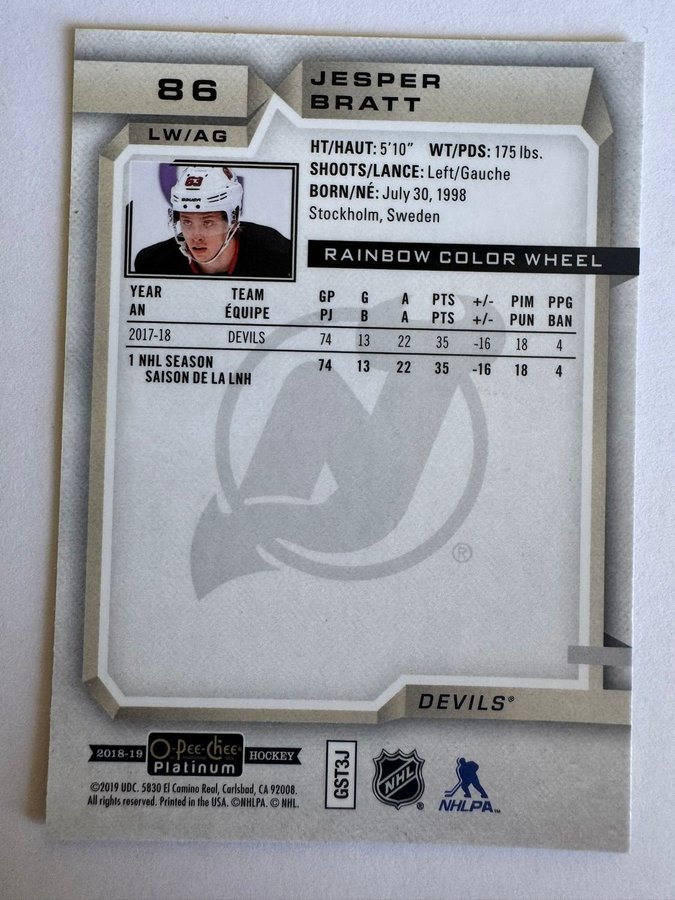 86
JESPER
BRATT
LW/AG
HT/HAUT: 5'10" WT/PDS: 175 lbs.
SHOOTS/LANCE: Left/Gauche
BORN/NÉ: July 30, 1998
Stockholm, Sweden
63
BAUER
RAINBOW COLOR WHEEL
YEAR TEAM GP G A PTS +/- PIM PPG
AN ÉQUIPE PJ B A PTS +/- PUN BAN
2017-18 DEVILS 74 13 22 35 -16 18 4
1 NHL SEASON 74 13 22 35 -16 18 4
SAISON DE LA LNH
®
DEVILS®
2018-19 O-Pee-Chee Platinum HOCKEY
©2019 UDC. 5830 El Camino Real, Carlsbad, CA 92008.
All rights reserved. Printed in the USA. ©NHLPA. © NHL.
GST3J
NHL ®
NHLPA™